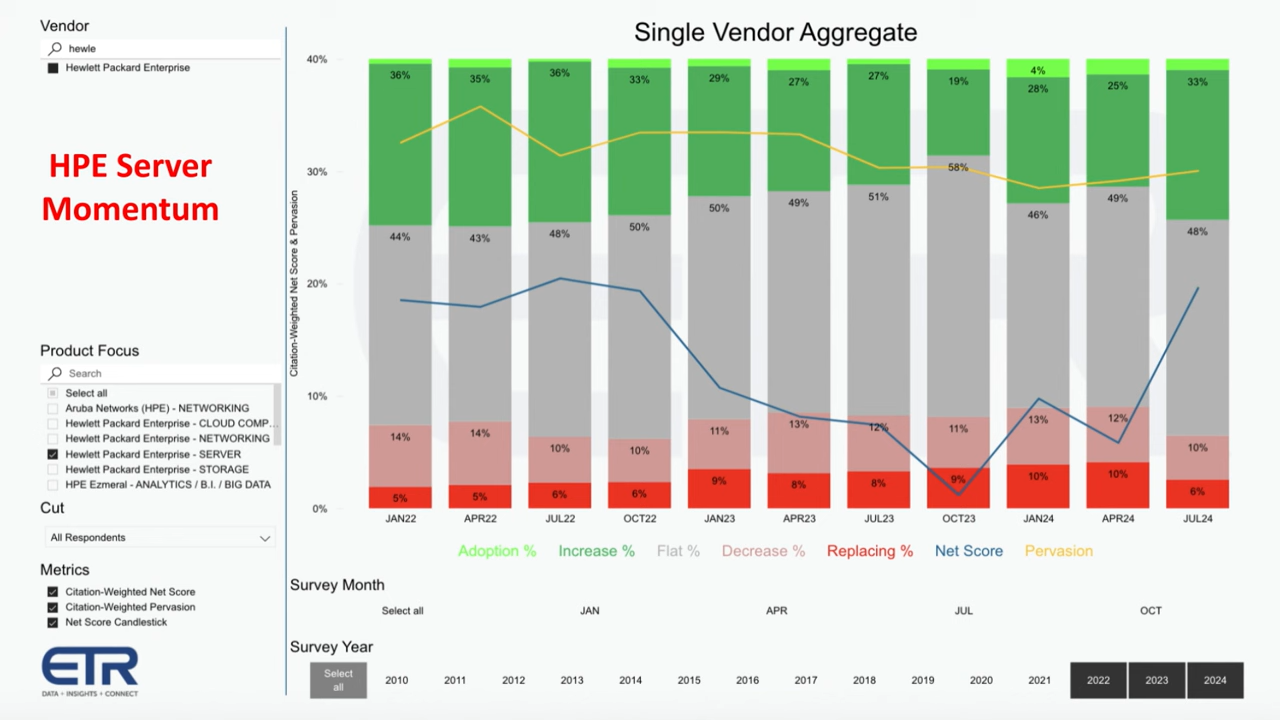 Vendor
hewle
Hewlett Packard Enterprise
HPE Server
Momentum
Product Focus
Search
Select all
Aruba Networks (HPE) - NETWORKING
Hewlett Packard Enterprise - CLOUD COMP...
Hewlett Packard Enterprise - NETWORKING
Hewlett Packard Enterprise - SERVER
Hewlett Packard Enterprise - STORAGE
HPE Ezmeral - ANALYTICS / B.I. / BIG DATA
Cut
All Respondents
Metrics
Citation-Weighted Net Score
Citation-Weighted Pervasion
Net Score Candlestick
ETR
DATA + INSIGHTS + CONNECT
Single Vendor Aggregate
Citation-Weighted Net Score & Pervasion
40%
30%
20%
10%
0%
36% 35% 36% 33% 29% 27% 27% 19% 4% 28% 25% 33%
44% 43% 48% 50% 50% 49% 51% 58% 46% 49% 48%
14% 14% 10% 10% 11% 13% 12% 11% 13% 12% 10%
5% 5% 6% 6% 9% 8% 8% 9% 10% 10% 6%
JAN22 APR22 JUL22 OCT22 JAN23 APR23 JUL23 OCT23 JAN24 APR24 JUL24
Adoption % Increase % Flat % Decrease % Replacing % Net Score Pervasion
Survey Month
Select all JAN APR JUL OCT
Survey Year
Select all 2010 2011 2012 2013 2014 2015 2016 2017 2018 2019 2020 2021 2022 2023 2024